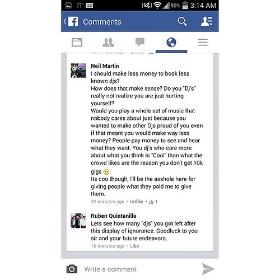 71° 90% 3:14 AM
Comments
Neil Martin
I should make less money to book less
known djs?
How does that make sense? Do you "Dj's"
really not realize you are just hurting
yourself?
Would you play a whole set of music that
nobody cares about just because you
wanted to make other Djs proud of you even
if that meant you would make way less
money? People pay money to see and hear
what they want. You dj's who care more
about what you think is "Cool" than what the
crowd likes are the reason you don't get 10k
gigs
Its coo though, I'll be the asshole here for
giving people what they paid me to give
them.
39 minutes ago · Unlike · 1
Ruben Quintanilla
Lets see how many "djs" you got left after
this display of ignorance. Goodluck to you
sir and your future endeavors.
18 minutes ago · Like
Write a comment